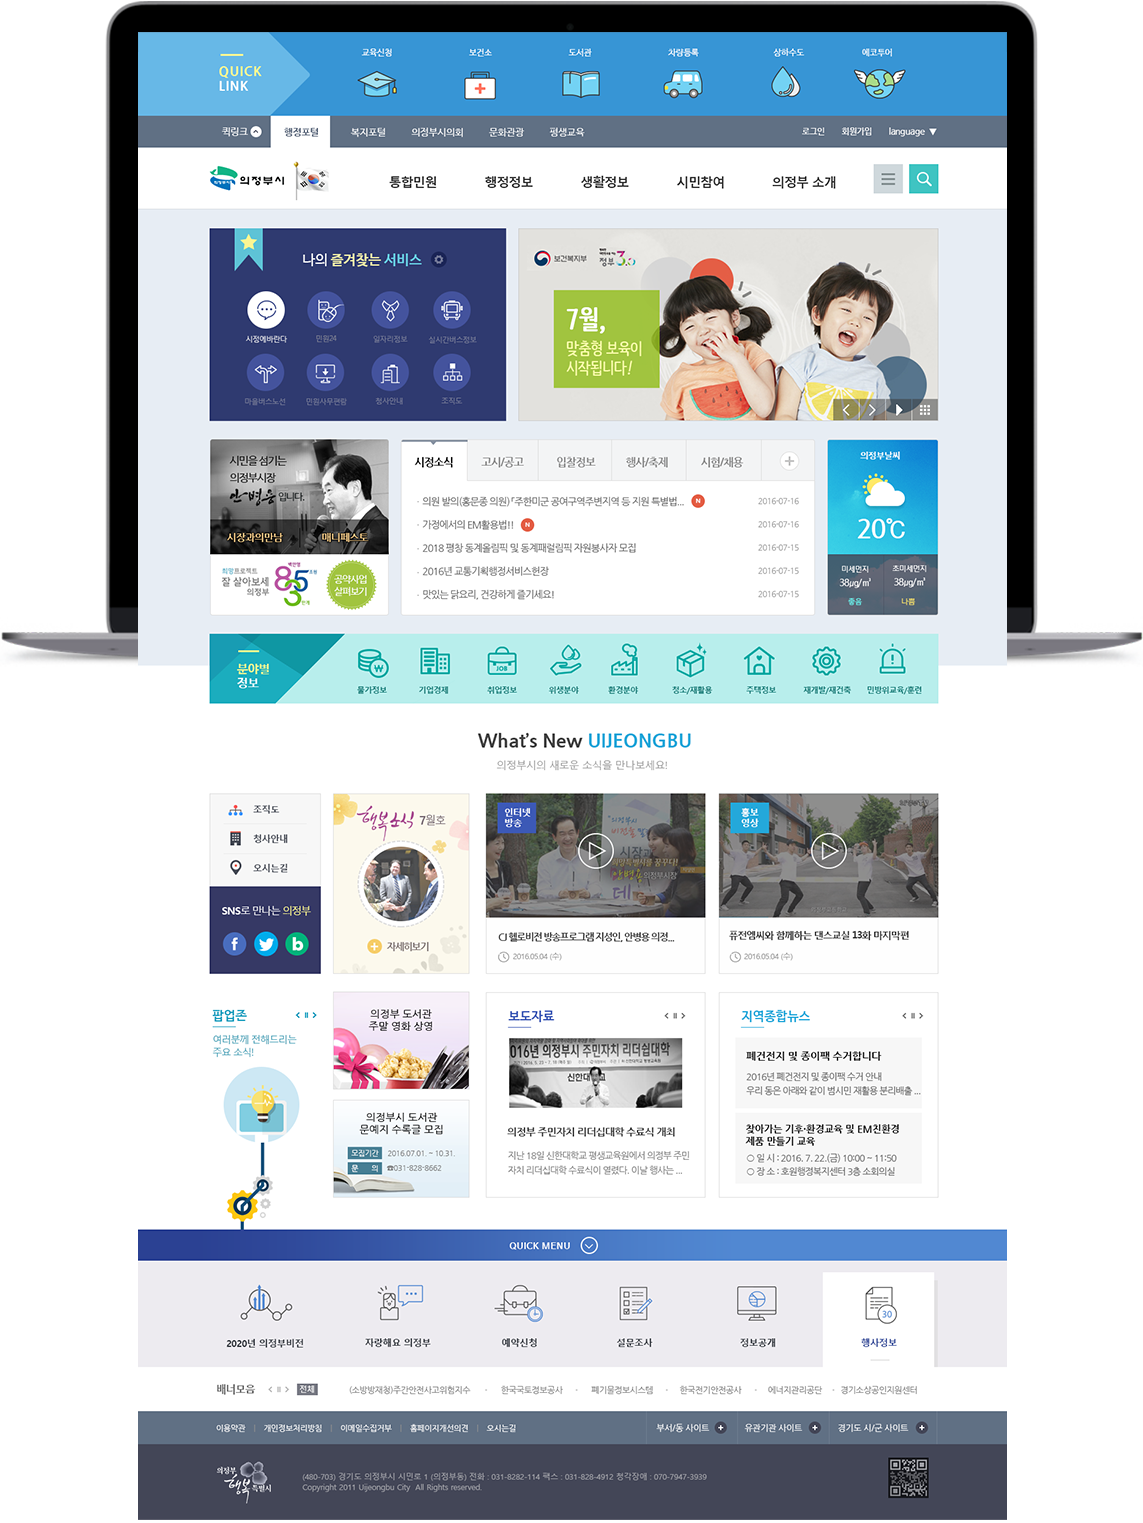 QUICK
LINK
교육신청
보건소
도서관
차량등록
상하수도
에코투어
퀵링크
행정포털
복지포털
의정부시의회
문화관광
평생교육
로그인
회원가입
language ▼
의정부시
통합민원
행정정보
생활정보
시민참여
의정부 소개
나의 즐겨찾는 서비스
시정에바란다
민원24
일자리정보
실시간버스정보
마을버스노선
민원사무편람
청사안내
조직도
보건복지부
정부3.0
7월,
맞춤형 보육이
시작됩니다!
시민을 섬기는
의정부시장
안병용입니다.
시장과의만남
매니페스토
희망프로젝트
잘 살아보세
의정부
8 3 5
공약사업
살펴보기
시정소식
고시/공고
입찰정보
행사/축제
시험/채용
· 의원 발의(홍문종 의원)「주한미군 공여구역주변지역 등 지원 특별법... N 2016-07-16
· 가정에서의 EM활용법!! N 2016-07-16
· 2018 평창 동계올림픽 및 동계패럴림픽 자원봉사자 모집 2016-07-15
· 2016년 교통기획행정서비스헌장 2016-07-15
· 맛있는 닭요리, 건강하게 즐기세요! 2016-07-15
의정부날씨
20℃
미세먼지
38μg/㎥
좋음
초미세먼지
38μg/㎥
나쁨
분야별
정보
물가정보
기업경제
JOB
취업정보
위생분야
환경분야
청소/재활용
주택정보
재개발/재건축
민방위교육/훈련
What's New UIJEONGBU
의정부시의 새로운 소식을 만나보세요!
조직도
청사안내
오시는길
SNS로 만나는 의정부
행복소식 7월호
자세히보기
인터넷
방송
CJ 헬로비전 방송프로그램 지성인, 안병용 의정...
2016.05.04 (수)
홍보
영상
퓨전엠씨와 함께하는 댄스교실 13화 마지막편
2016.05.04 (수)
팝업존
여러분께 전해드리는
주요 소식!
의정부 도서관
주말 영화 상영
의정부시 도서관
문예지 수록글 모집
모집기간 2016.07.01. ~ 10.31.
문 의 ☎031-828-8662
보도자료
016년 의정부시 주민자치 리더십대학
의정부 주민자치 리더십대학 수료식 개최
지난 18일 신한대학교 평생교육원에서 의정부 주민
자치 리더십대학 수료식이 열렸다. 이날 행사는 ...
지역종합뉴스
폐건전지 및 종이팩 수거합니다
2016년 폐건전지 및 종이팩 수거 안내
우리 동은 아래와 같이 범시민 재활용 분리배출 ...
찾아가는 기후·환경교육 및 EM친환경
제품 만들기 교육
○ 일 시 : 2016. 7. 22.(금) 10:00 ~ 11:50
○ 장 소 : 호원행정복지센터 3층 소회의실
QUICK MENU
2020년 의정부비전
자랑해요 의정부
예약신청
설문조사
정보공개
30
행사정보
배너모음
전체
(소방방재청)주간안전사고위험지수
· 한국국토정보공사
· 폐기물정보시스템
· 한국전기안전공사
· 에너지관리공단
· 경기소상공인지원센터
이용약관
개인정보처리방침
이메일수집거부
홈페이지개선의견
오시는길
부서/동 사이트
유관기관 사이트
경기도 시/군 사이트
의정부
행복특별시
(480-703) 경기도 의정부시 시민로 1 (의정부동) 전화 : 031-8282-114 팩스 : 031-828-4912 청각장애 : 070-7947-3939
Copyright 2011 Uijeongbu City All Rights reserved.